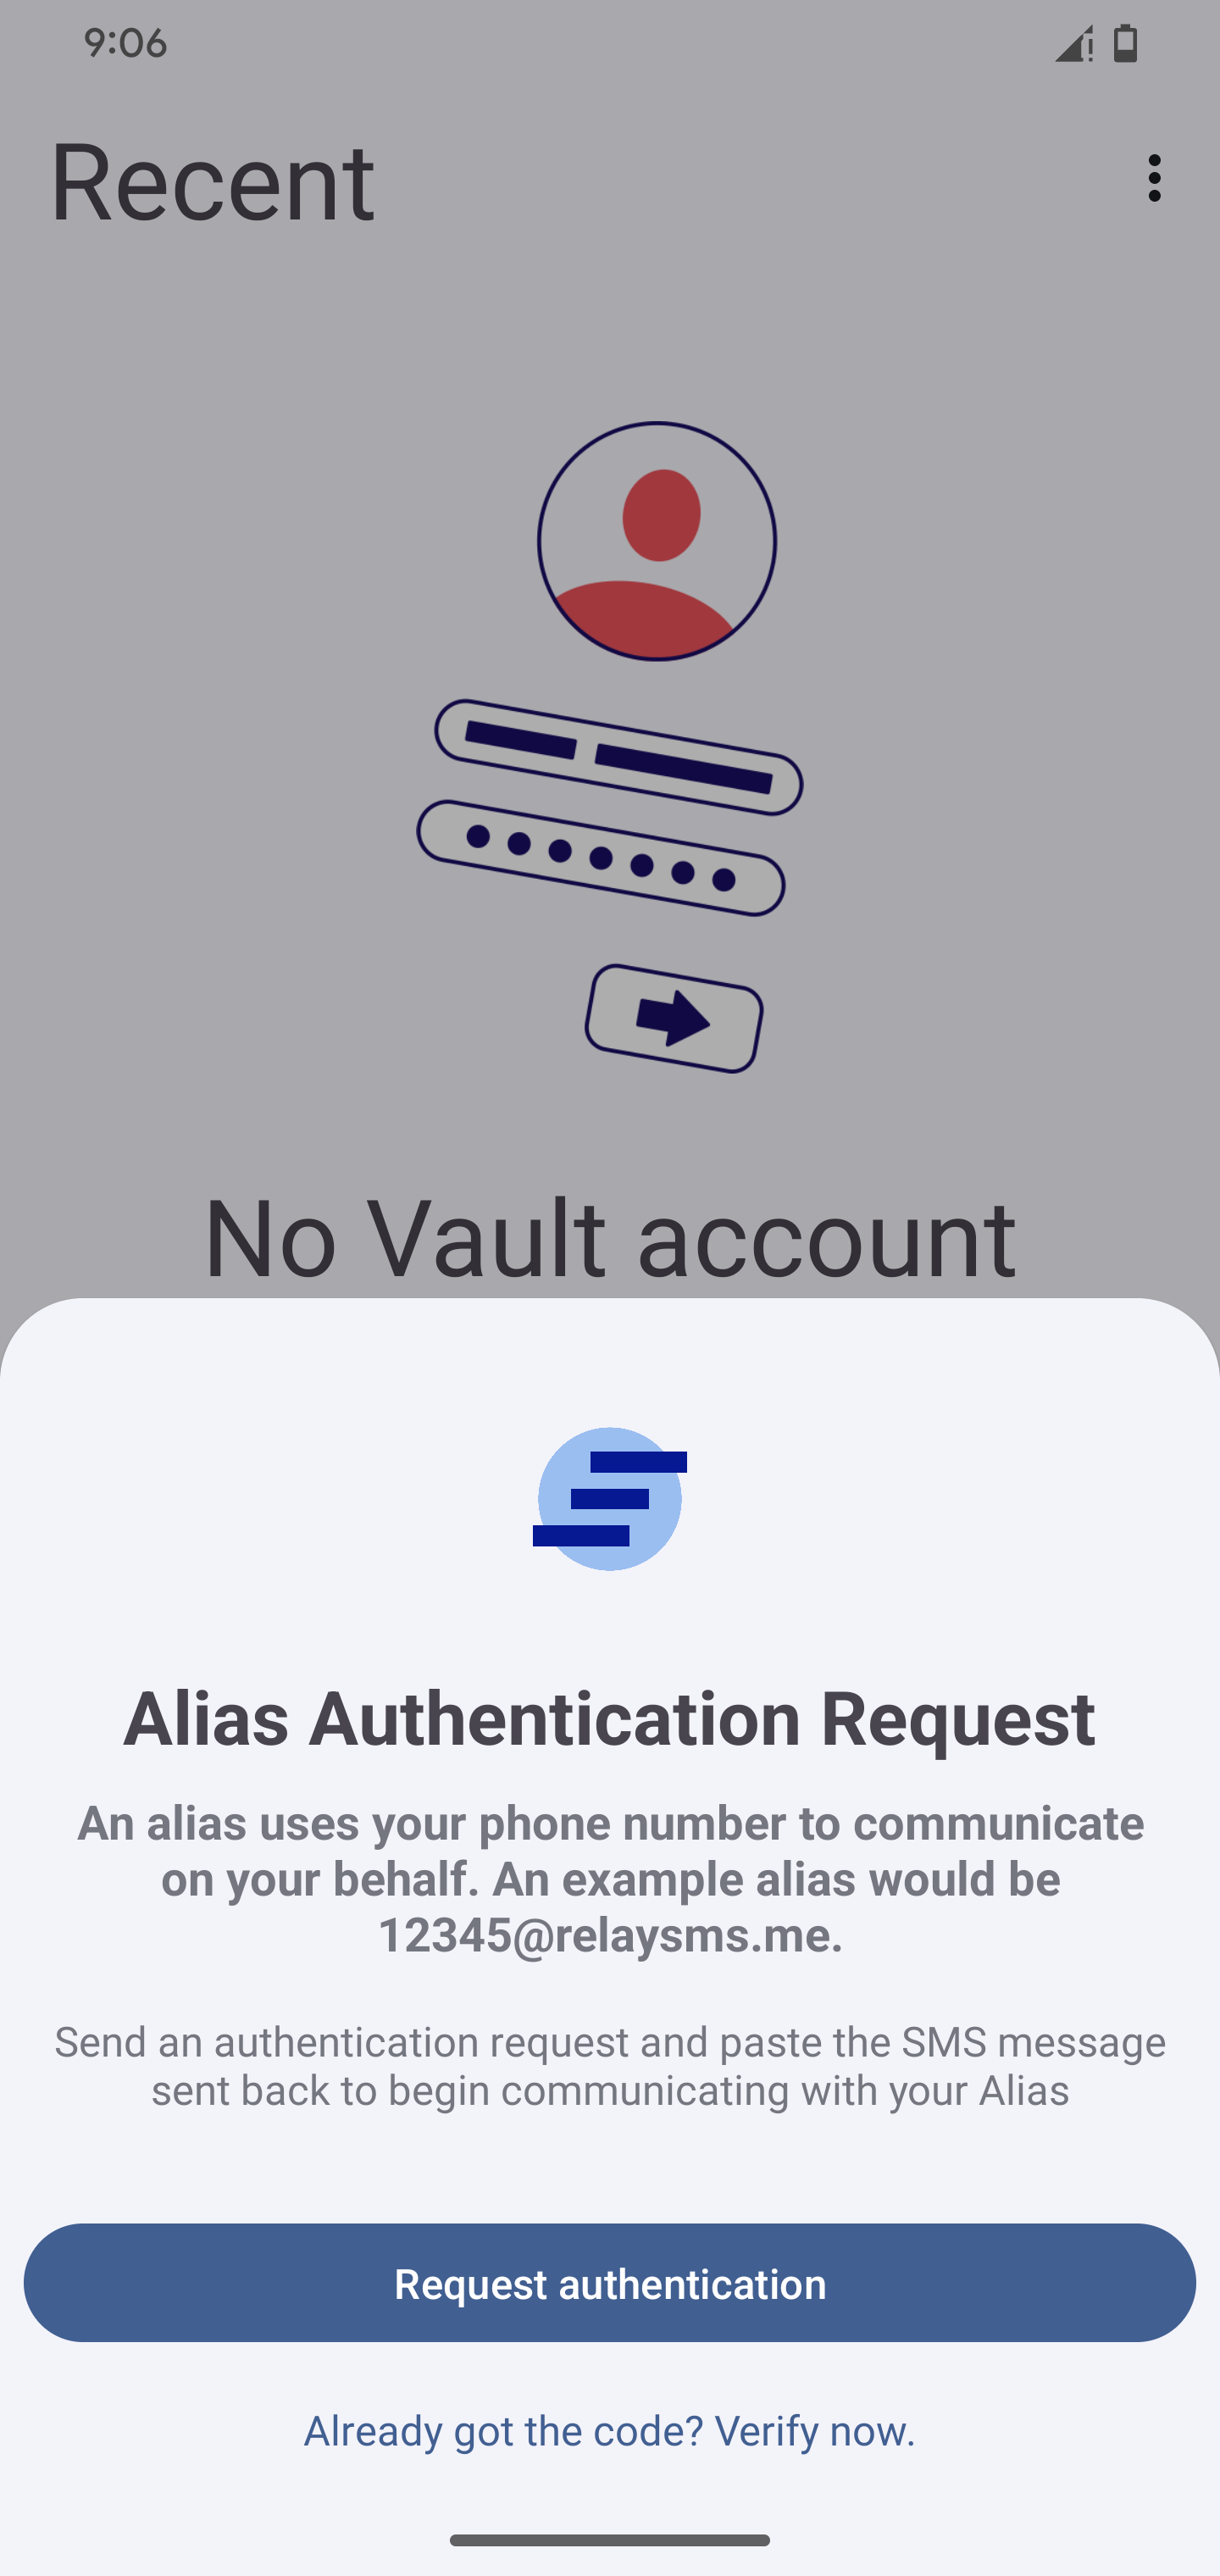 9:06
Recent
No Vault account
Alias Authentication Request
An alias uses your phone number to communicate
on your behalf. An example alias would be
12345@relaysms.me.
Send an authentication request and paste the SMS message
sent back to begin communicating with your Alias
Request authentication
Already got the code? Verify now.